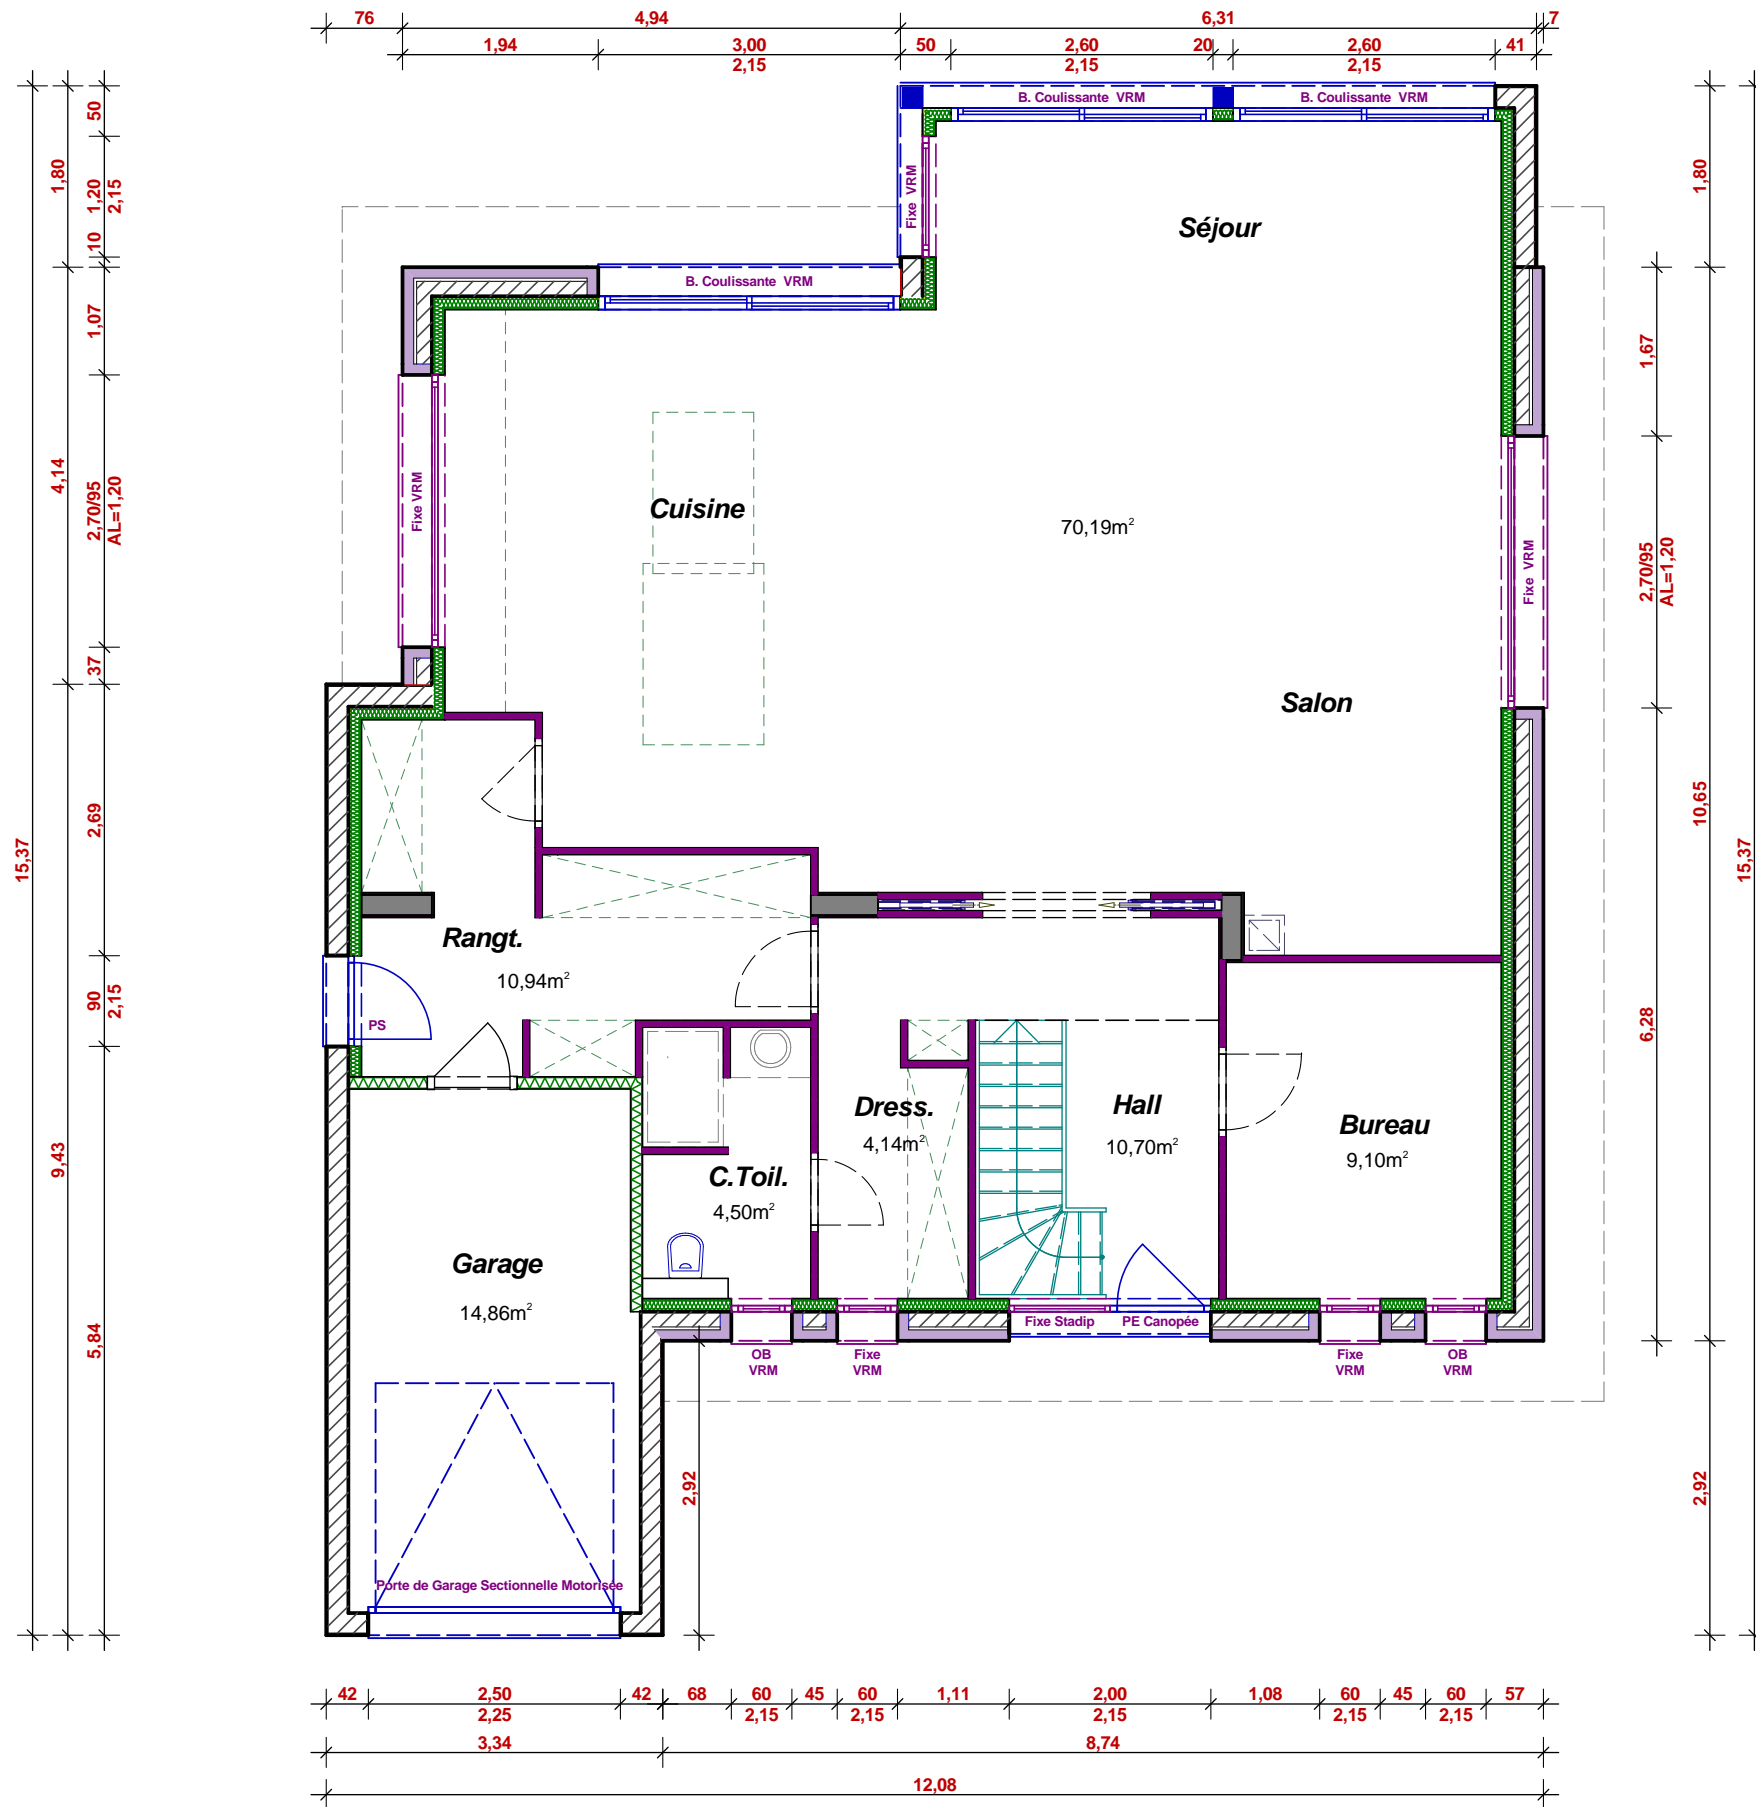 76
4,94
6,31
7
1,94
3,00
2,15
50
2,60
2,15
20
2,60
2,15
41
B. Coulissante VRM
B. Coulissante VRM
Fixe VRM
B. Coulissante VRM
Séjour
Fixe VRM
Cuisine
70,19m²
Fixe VRM
Salon
Rangt.
10,94m²
PS
Dress.
4,14m²
Hall
10,70m²
Bureau
9,10m²
C.Toil.
4,50m²
Garage
14,86m²
Fixe Stadip
PE Canopée
OB
VRM
Fixe
VRM
Fixe
VRM
OB
VRM
Porte de Garage Sectionnelle Motorisée
15,37
1,80
4,14
9,43
50
1,20
2,15
10
1,07
2,70/95
AL=1,20
37
2,69
90
2,15
5,84
2,92
1,67
2,70/95
AL=1,20
6,28
1,80
10,65
2,92
15,37
42
2,50
2,25
42
68
60
2,15
45
60
2,15
1,11
2,00
2,15
1,08
60
2,15
45
60
2,15
57
3,34
8,74
12,08